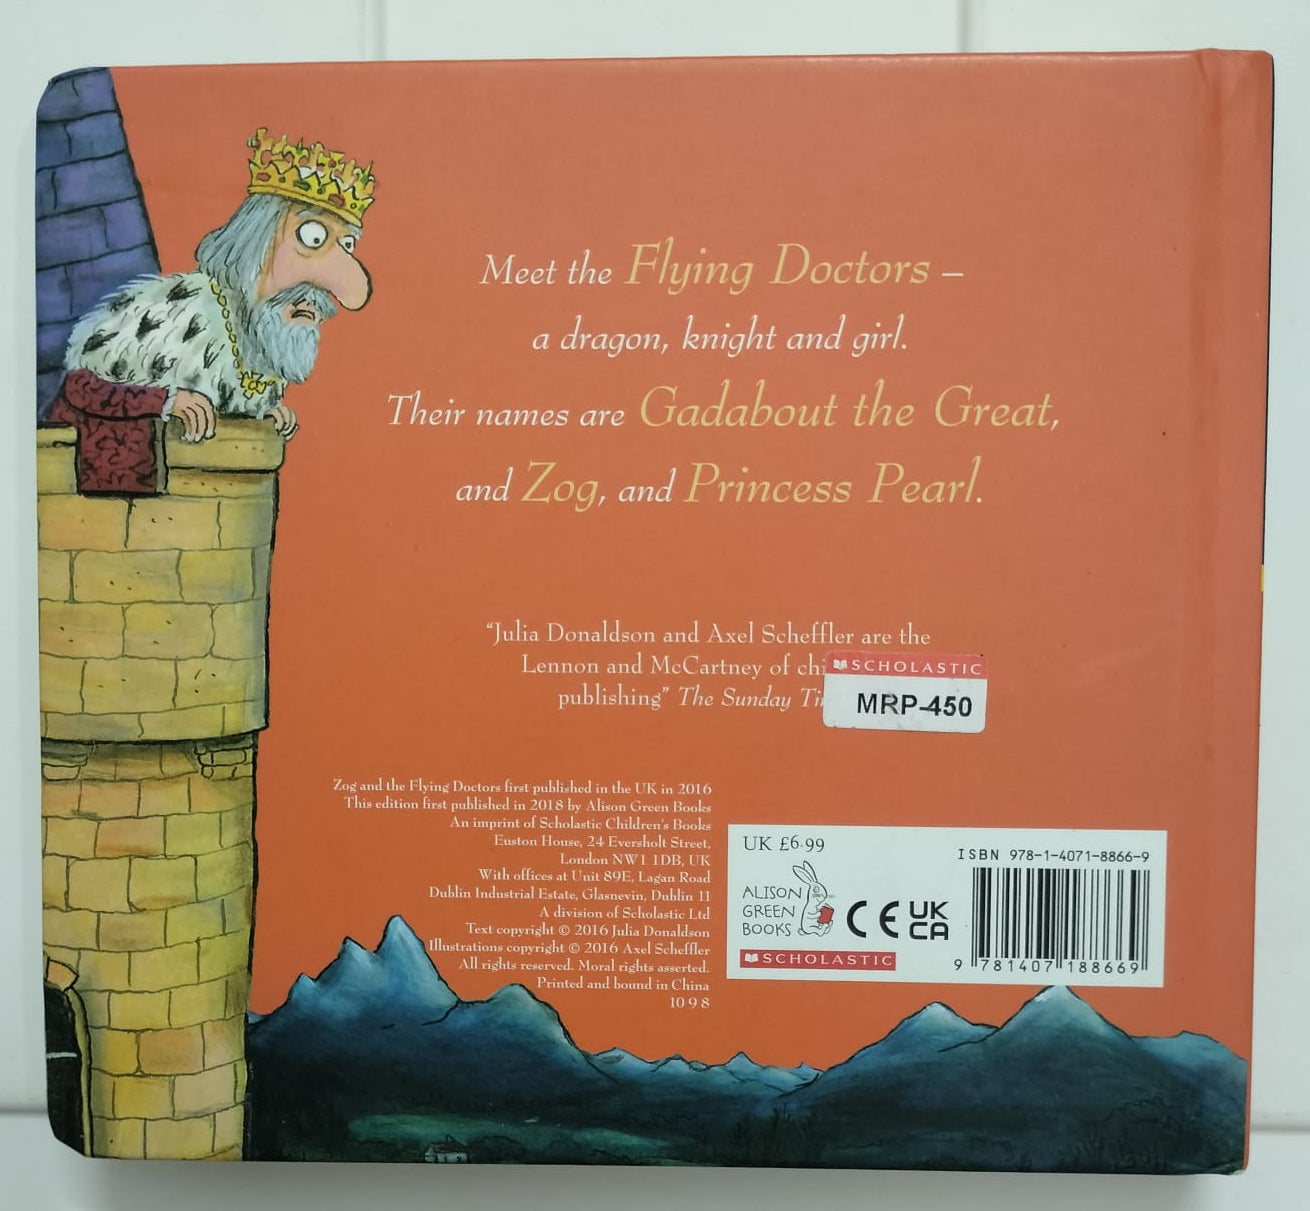 Meet the Flying Doctors –
a dragon, knight and girl.
Their names are Gadabout the Great,
and Zog, and Princess Pearl.
"Julia Donaldson and Axel Scheffler are the
Lennon and McCartney of
publishing" The Sunday
SCHOLASTIC
MRP-450
Zog and the Flying Doctors first published in the UK in 2016
This edition first published in 2018 by Alison Green Books
An imprint of Scholastic Children's Books
Euston House, 24 Eversholt Street,
London NW1 1DB, UK
With offices at Unit 89E, Lagan Road
Dublin Industrial Estate, Glasnevin, Dublin 11
A division of Scholastic Ltd
Text copyright © 2016 Julia Donaldson
Illustrations copyright © 2016 Axel Scheffler
All rights reserved. Moral rights asserted.
Printed and bound in China
10 9 8
UK £6.99
ALISON
GREEN
BOOKS
SCHOLASTIC
CE
UK
CA
ISBN 978-1-4071-8866-9
9 781407 188669